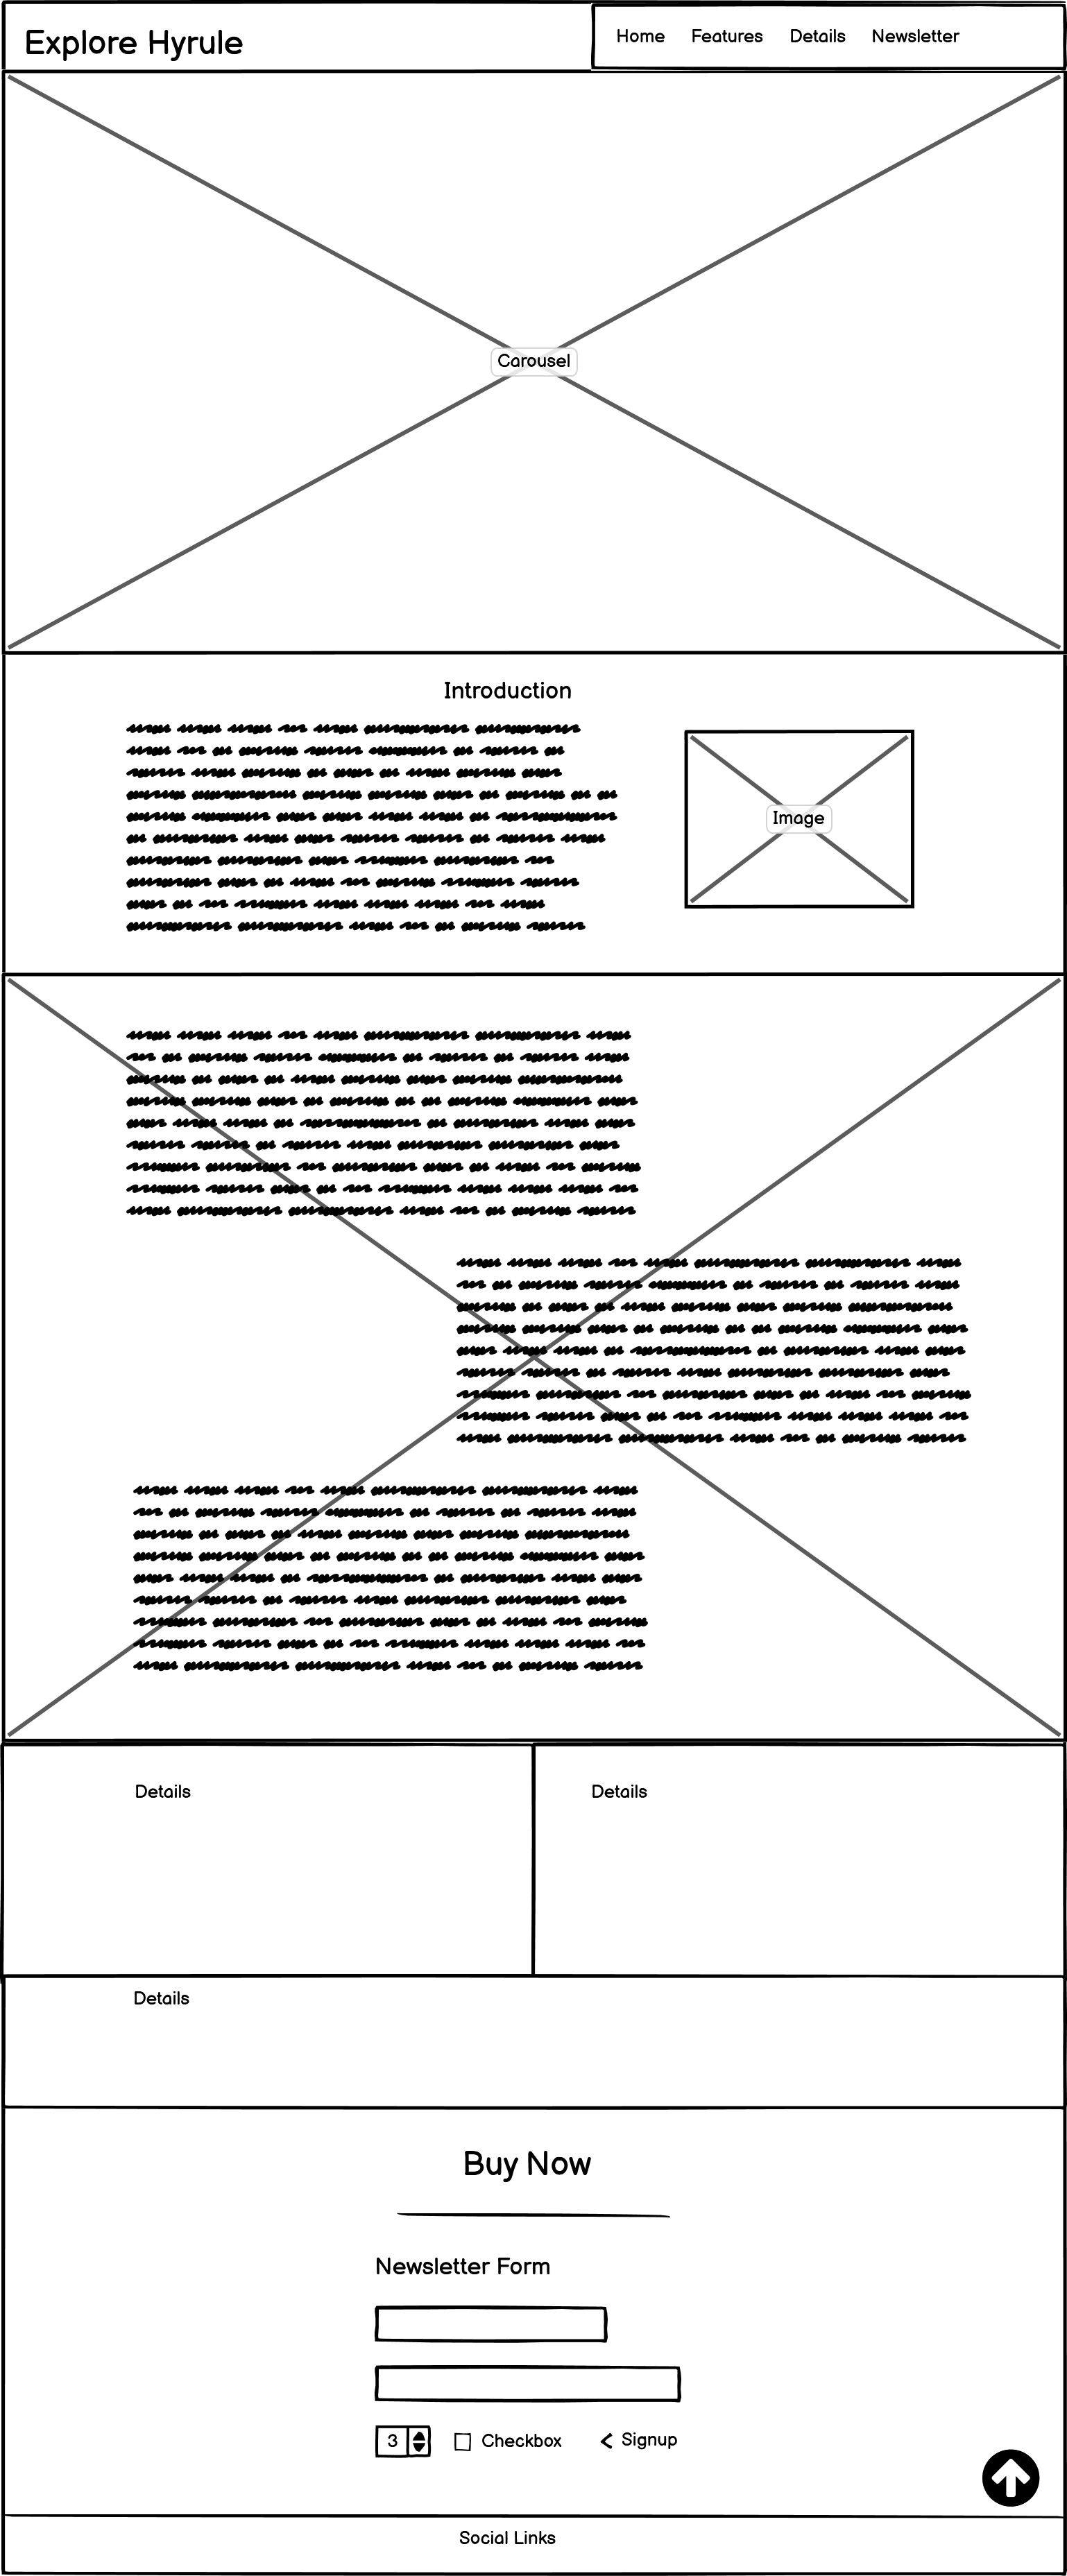 Explore Hyrule
Home Features Details Newsletter
Carousel
Introduction
Image
Details
Details
Details
Buy Now
Newsletter Form
3 Checkbox Signup
Social Links